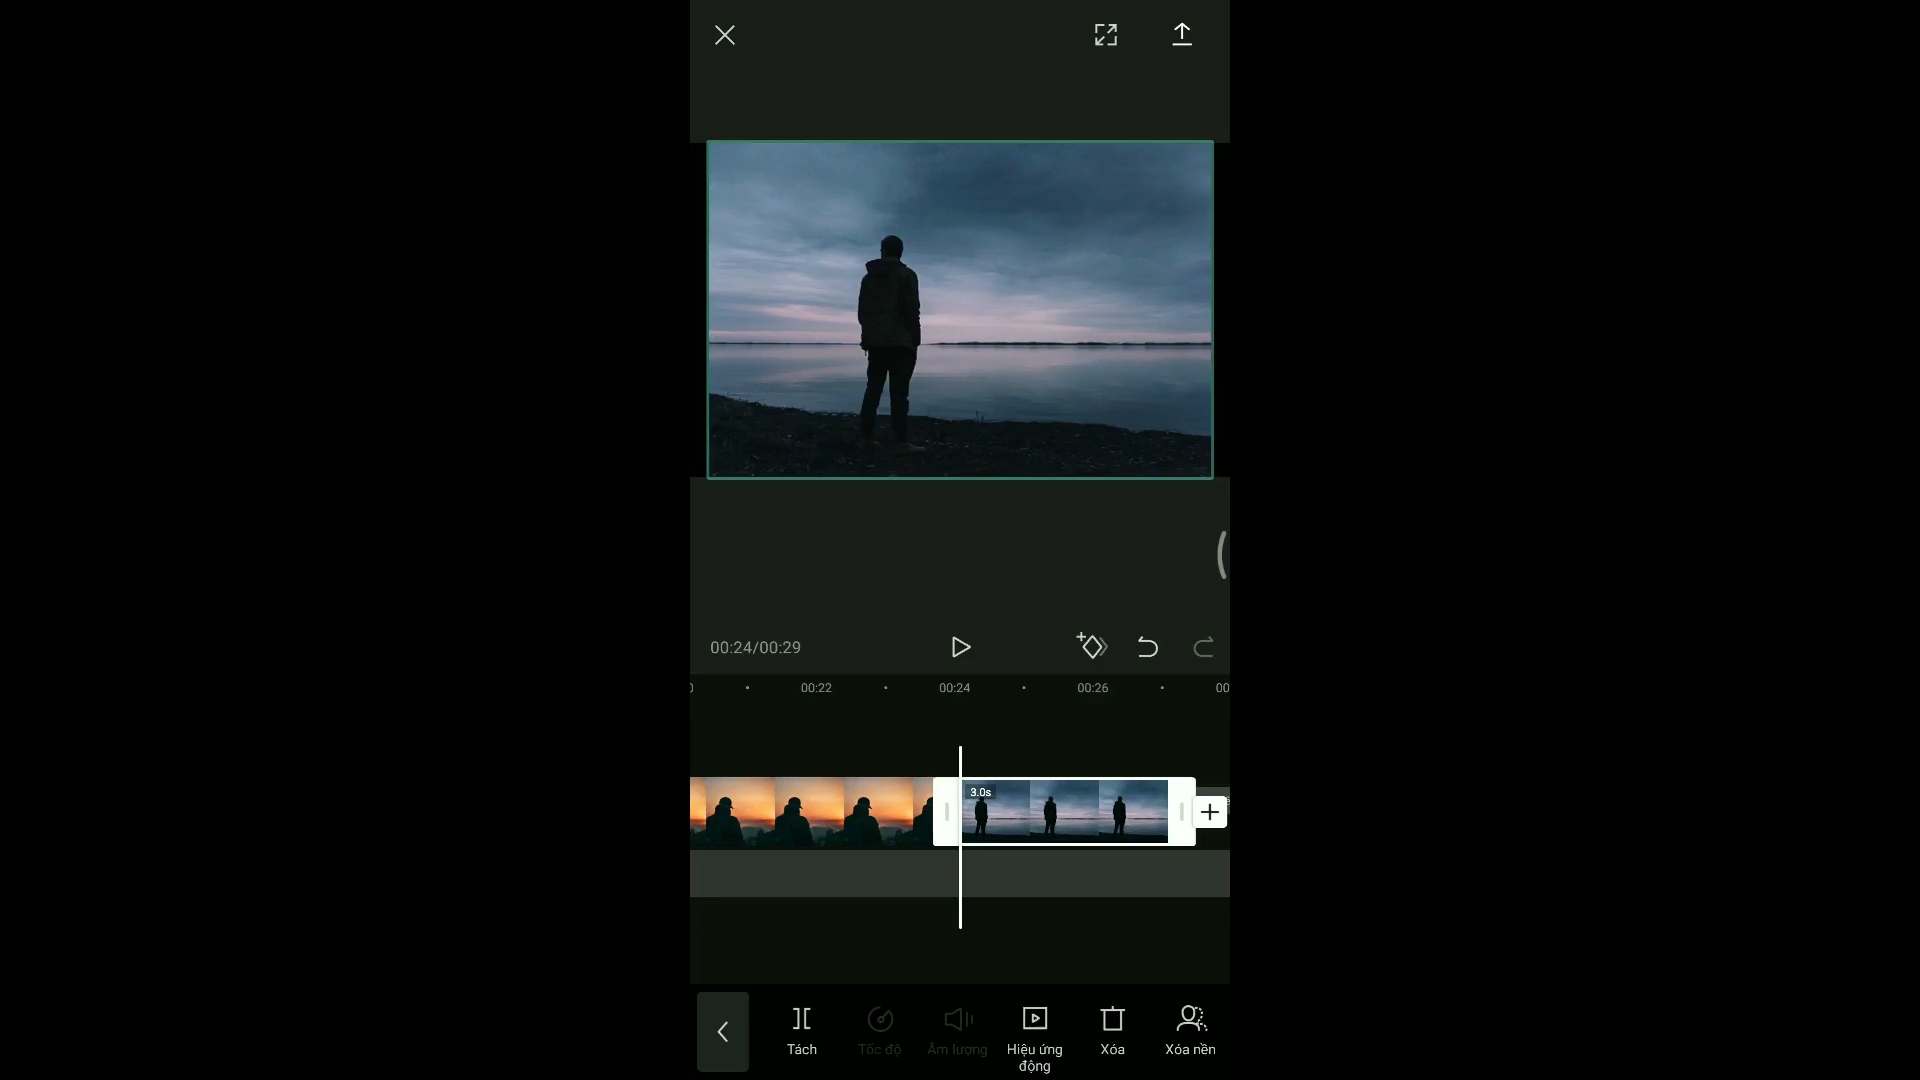 00:24/00:29
00:22 00:24 00:26 00
3.0s
Tách Tốc độ Âm lượng Hiệu ứng động Xóa Xóa nền